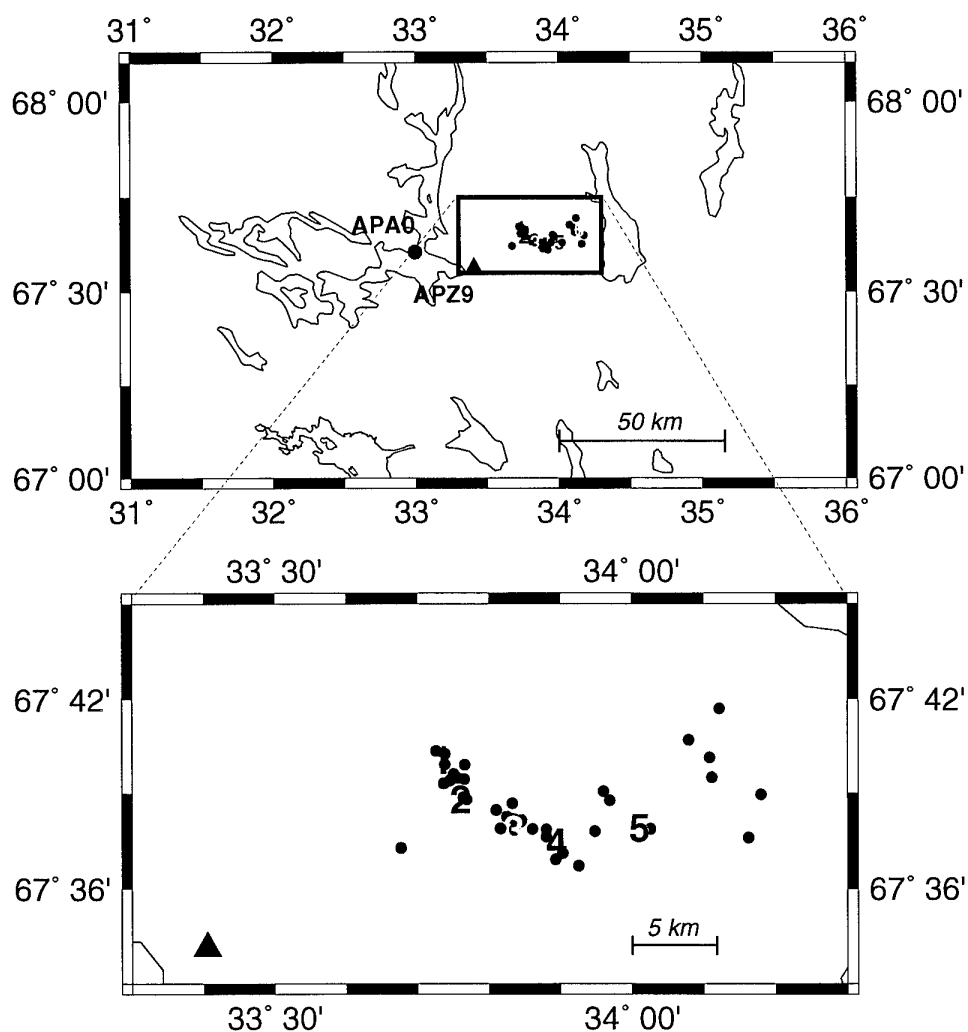 31° 32° 33° 34° 35° 36°
68° 00' 68° 00'
APA0
67° 30' 67° 30'
APZ9
50 km
67° 00' 67° 00'
31° 32° 33° 34° 35° 36°
33° 30' 34° 00'
67° 42' 67° 42'
2
3
4 5
67° 36' 67° 36'
5 km
33° 30' 34° 00'